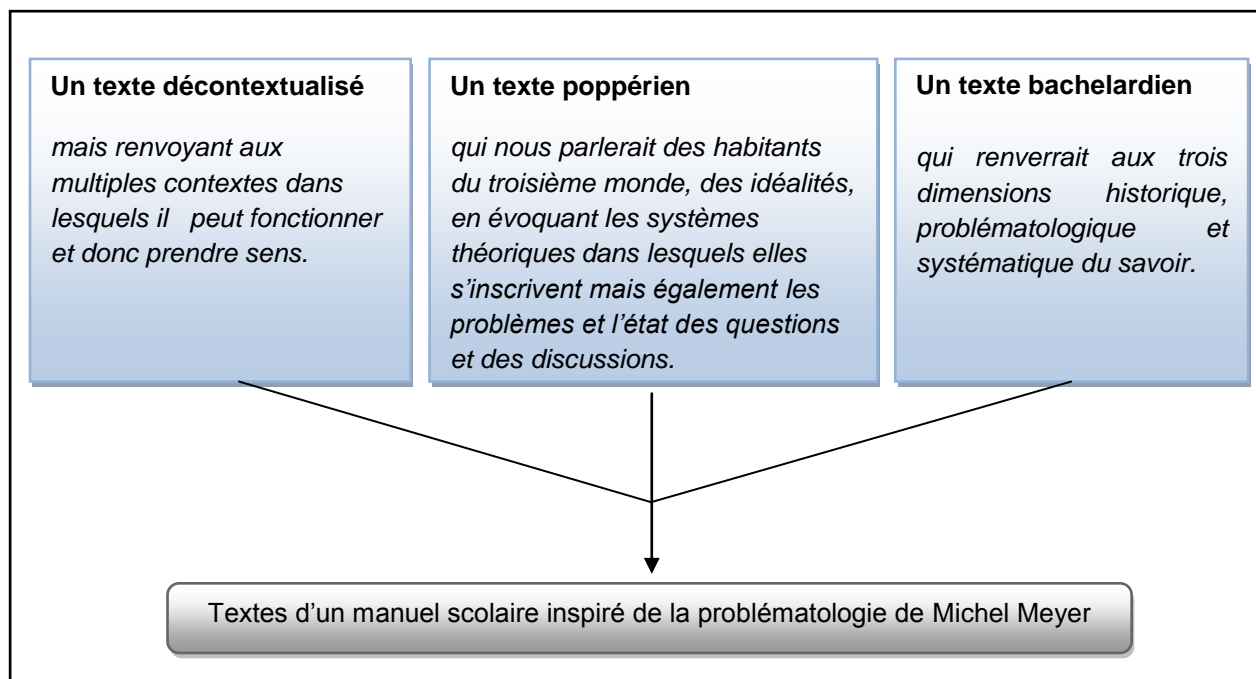 Un texte décontextualisé
mais renvoyant aux
multiples contextes dans
lesquels il peut fonctionner
et donc prendre sens.
Un texte poppérien
qui nous parlerait des habitants
du troisième monde, des idéalités,
en évoquant les systèmes
théoriques dans lesquels elles
s’inscrivent mais également les
problèmes et l’état des questions
et des discussions.
Un texte bachelardien
qui renverrait aux trois
dimensions historique,
problématologique et
systématique du savoir.
Textes d’un manuel scolaire inspiré de la problématologie de Michel Meyer